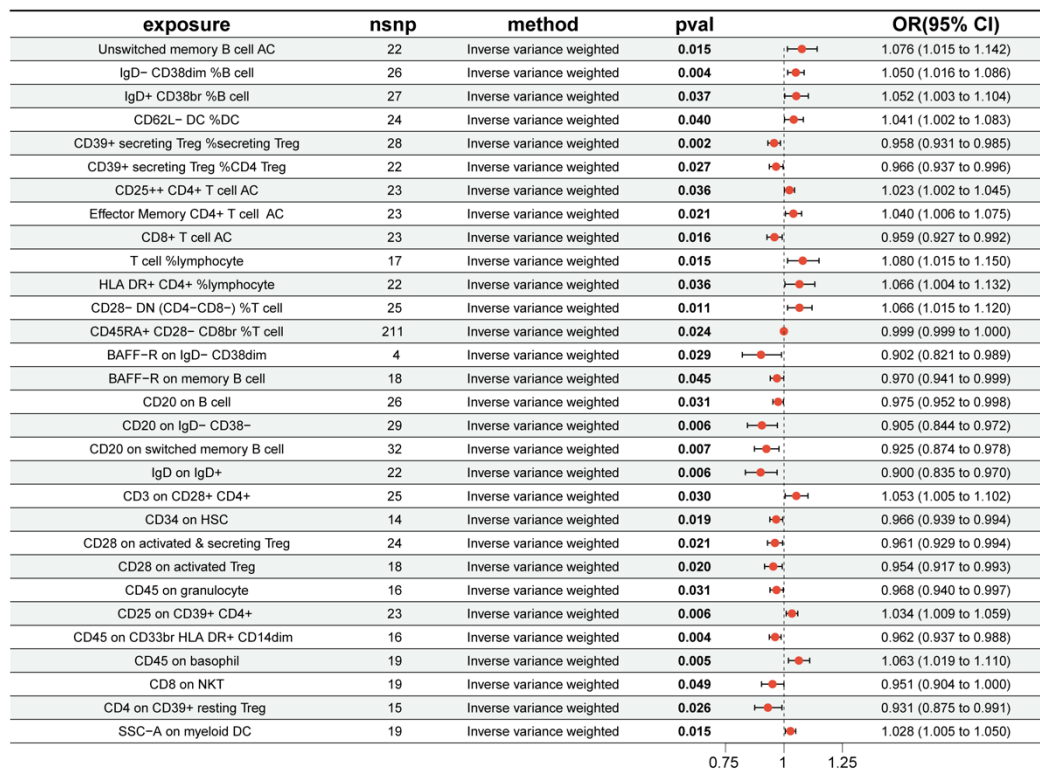 exposure nsnp method pval OR(95% CI)
Unswitched memory B cell AC 22 Inverse variance weighted 0.015 1.076 (1.015 to 1.142)
IgD− CD38dim %B cell 26 Inverse variance weighted 0.004 1.050 (1.016 to 1.086)
IgD+ CD38br %B cell 27 Inverse variance weighted 0.037 1.052 (1.003 to 1.104)
CD62L− DC %DC 24 Inverse variance weighted 0.040 1.041 (1.002 to 1.083)
CD39+ secreting Treg %secreting Treg 28 Inverse variance weighted 0.002 0.958 (0.931 to 0.985)
CD39+ secreting Treg %CD4 Treg 22 Inverse variance weighted 0.027 0.966 (0.937 to 0.996)
CD25++ CD4+ T cell AC 23 Inverse variance weighted 0.036 1.023 (1.002 to 1.045)
Effector Memory CD4+ T cell AC 23 Inverse variance weighted 0.021 1.040 (1.006 to 1.075)
CD8+ T cell AC 23 Inverse variance weighted 0.016 0.959 (0.927 to 0.992)
T cell %lymphocyte 17 Inverse variance weighted 0.015 1.080 (1.015 to 1.150)
HLA DR+ CD4+ %lymphocyte 22 Inverse variance weighted 0.036 1.066 (1.004 to 1.132)
CD28− DN (CD4−CD8−) %T cell 25 Inverse variance weighted 0.011 1.066 (1.015 to 1.120)
CD45RA+ CD28− CD8br %T cell 211 Inverse variance weighted 0.024 0.999 (0.999 to 1.000)
BAFF−R on IgD− CD38dim 4 Inverse variance weighted 0.029 0.902 (0.821 to 0.989)
BAFF−R on memory B cell 18 Inverse variance weighted 0.045 0.970 (0.941 to 0.999)
CD20 on B cell 26 Inverse variance weighted 0.031 0.975 (0.952 to 0.998)
CD20 on IgD− CD38− 29 Inverse variance weighted 0.006 0.905 (0.844 to 0.972)
CD20 on switched memory B cell 32 Inverse variance weighted 0.007 0.925 (0.874 to 0.978)
IgD on IgD+ 22 Inverse variance weighted 0.006 0.900 (0.835 to 0.970)
CD3 on CD28+ CD4+ 25 Inverse variance weighted 0.030 1.053 (1.005 to 1.102)
CD34 on HSC 14 Inverse variance weighted 0.019 0.966 (0.939 to 0.994)
CD28 on activated & secreting Treg 24 Inverse variance weighted 0.021 0.961 (0.929 to 0.994)
CD28 on activated Treg 18 Inverse variance weighted 0.020 0.954 (0.917 to 0.993)
CD45 on granulocyte 16 Inverse variance weighted 0.031 0.968 (0.940 to 0.997)
CD25 on CD39+ CD4+ 23 Inverse variance weighted 0.006 1.034 (1.009 to 1.059)
CD45 on CD33br HLA DR+ CD14dim 16 Inverse variance weighted 0.004 0.962 (0.937 to 0.988)
CD45 on basophil 19 Inverse variance weighted 0.005 1.063 (1.019 to 1.110)
CD8 on NKT 19 Inverse variance weighted 0.049 0.951 (0.904 to 1.000)
CD4 on CD39+ resting Treg 15 Inverse variance weighted 0.026 0.931 (0.875 to 0.991)
SSC−A on myeloid DC 19 Inverse variance weighted 0.015 1.028 (1.005 to 1.050)
0.75 1 1.25